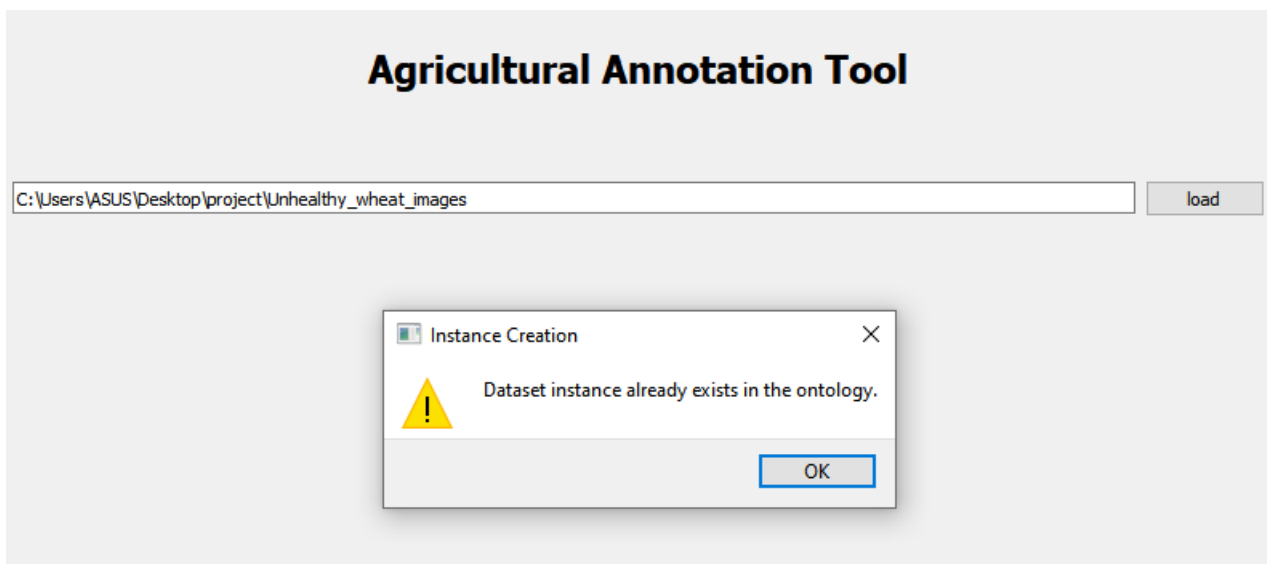 Agricultural Annotation Tool
C:\Users\ASUS\Desktop\project\Unhealthy_wheat_images
load
Instance Creation
Dataset instance already exists in the ontology.
OK